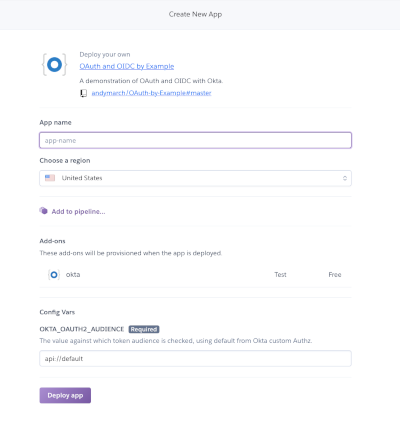 Create New App
Deploy your own
OAuth and OIDC by Example
A demonstration of OAuth and OIDC with Okta.
andymarch/OAuth-by-Example#master
App name
app-name
Choose a region
United States
Add to pipeline...
Add-ons
These add-ons will be provisioned when the app is deployed.
okta Test Free
Config Vars
OKTA_OAUTH2_AUDIENCE Required
The value against which token audience is checked, using default from Okta custom Authz.
api://default
Deploy app